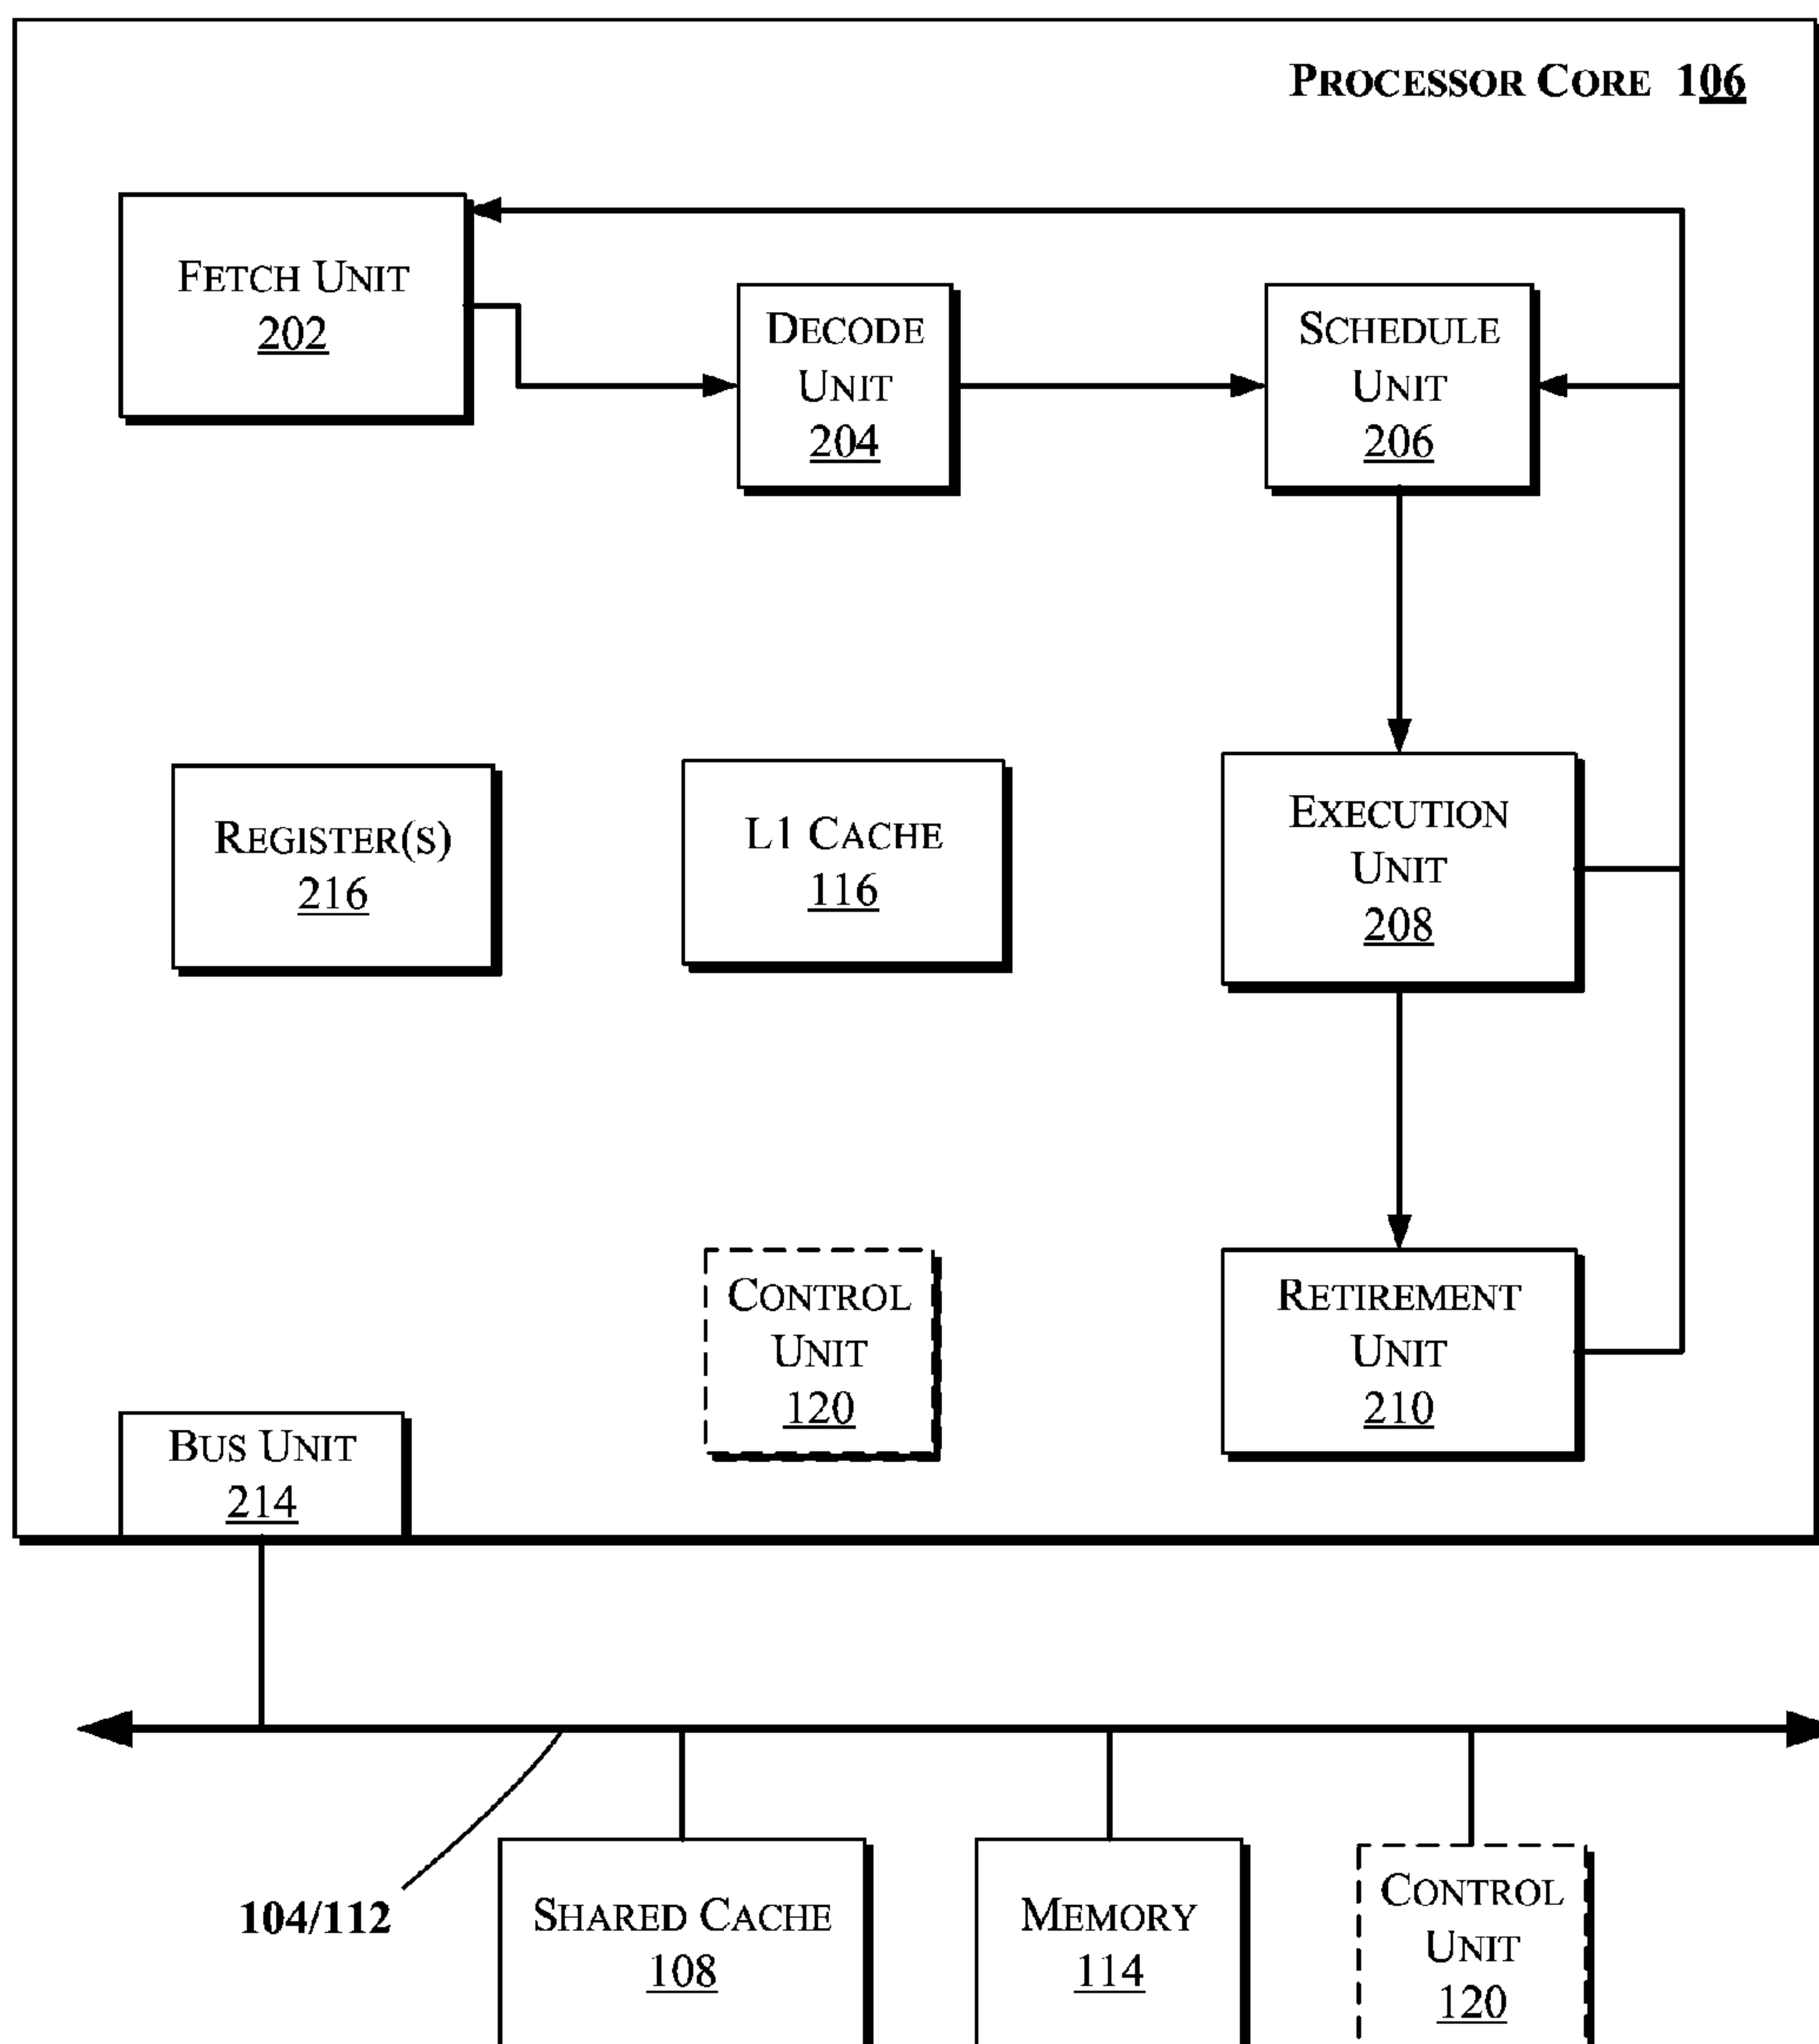 PROCESSOR CORE 106
FETCH UNIT
202
DECODE
UNIT
204
SCHEDULE
UNIT
206
REGISTER(S)
216
L1 CACHE
116
EXECUTION
UNIT
208
CONTROL
UNIT
120
RETIREMENT
UNIT
210
BUS UNIT
214
104/112
SHARED CACHE
108
MEMORY
114
CONTROL
UNIT
120